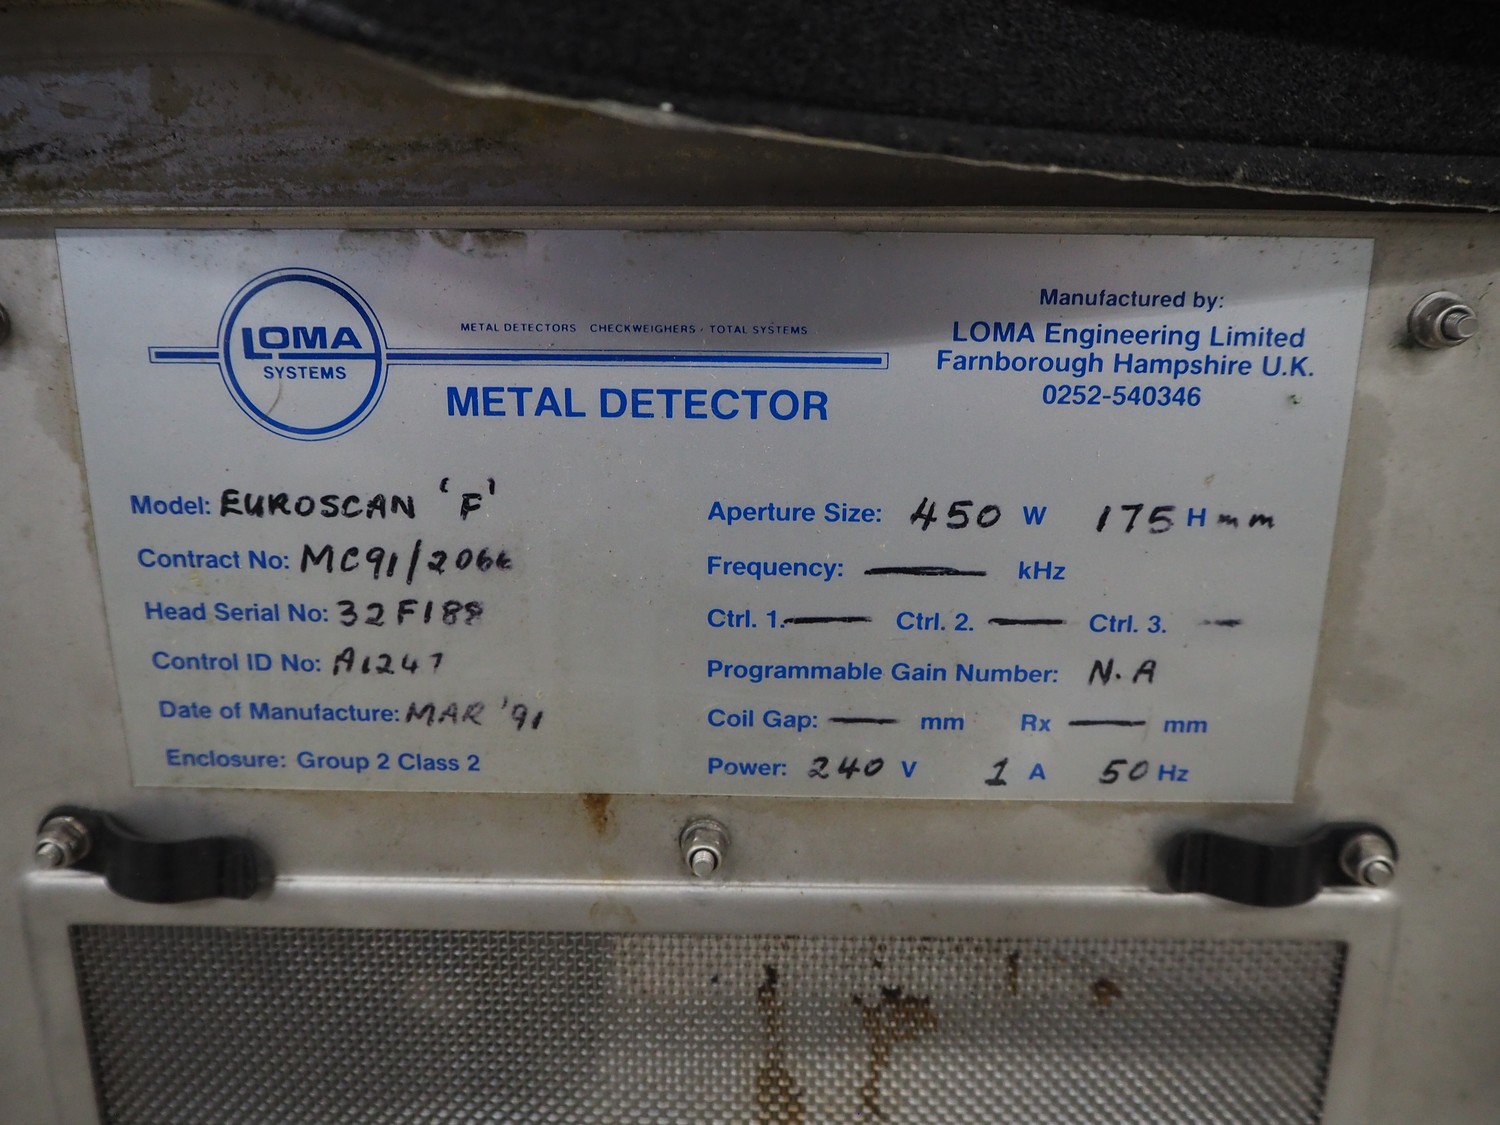 LOMA
SYSTEMS
METAL DETECTORS CHECKWEIGHERS · TOTAL SYSTEMS
METAL DETECTOR
Manufactured by:
LOMA Engineering Limited
Farnborough Hampshire U.K.
0252-540346
Model: EUROSCAN 'F'
Contract No: MC91/2066
Head Serial No: 32F188
Control ID No: A1247
Date of Manufacture: MAR '91
Enclosure: Group 2 Class 2
Aperture Size: 450 W 175 H mm
Frequency: — kHz
Ctrl. 1. — Ctrl. 2. — Ctrl. 3. —
Programmable Gain Number: N.A
Coil Gap: — mm Rx — mm
Power: 240 V 1 A 50 Hz